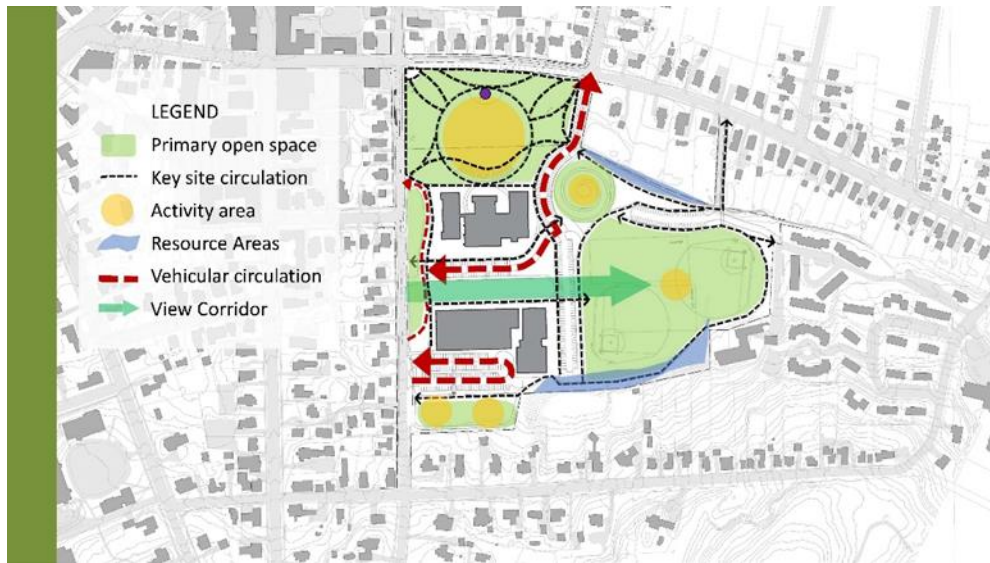 LEGEND
Primary open space
Key site circulation
Activity area
Resource Areas
Vehicular circulation
View Corridor